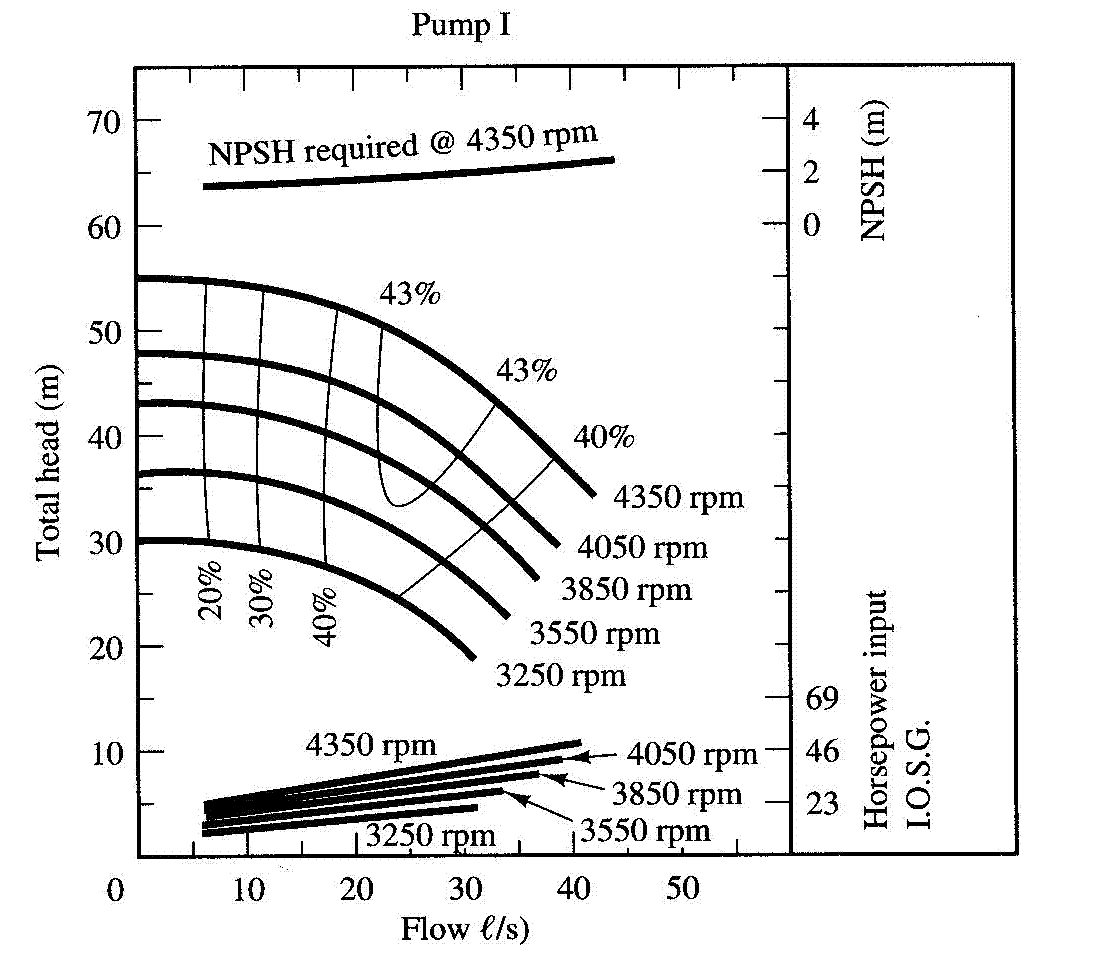 Pump I
70
60
50
40
30
20
10
0
Total head (m)
NPSH required @ 4350 rpm
4
2
0
NPSH (m)
43%
43%
40%
4350 rpm
4050 rpm
3850 rpm
3550 rpm
3250 rpm
20%
30%
40%
4350 rpm
4050 rpm
3850 rpm
3550 rpm
3250 rpm
69
46
23
Horsepower input
I.O.S.G.
10
20
30
40
50
Flow ℓ/s)